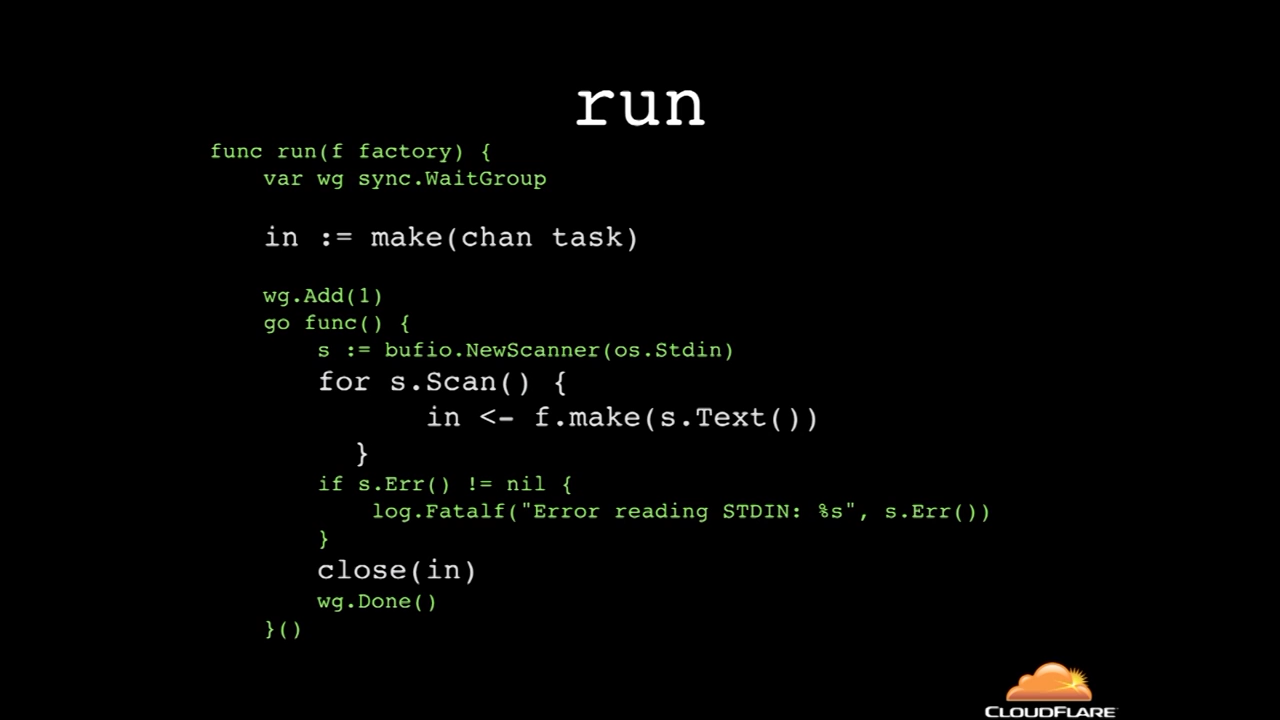 run
func run(f factory) {
    var wg sync.WaitGroup
    in := make(chan task)
    wg.Add(1)
    go func() {
        s := bufio.NewScanner(os.Stdin)
        for s.Scan() {
                in <- f.make(s.Text())
           }
        if s.Err() != nil {
            log.Fatalf("Error reading STDIN: %s", s.Err())
        }
        close(in)
        wg.Done()
    }()
CLOUDFLARE